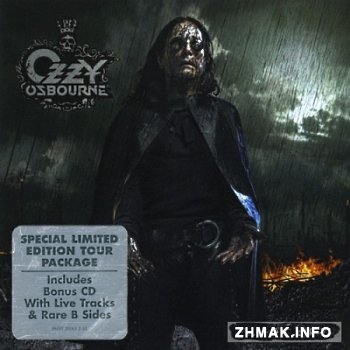 OZZY
OSBOURNE
SPECIAL LIMITED
EDITION TOUR
PACKAGE
Includes
Bonus CD
With Live Tracks
& Rare B Sides
ZHMAK.INFO